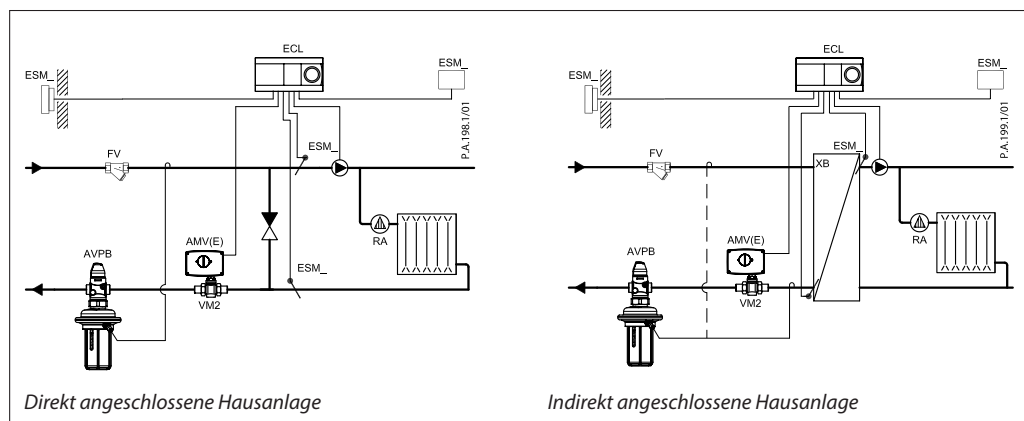 ECL
ESM_
ESM_
P.A.198.1/01
FV
ESM_
RA
AMV(E)
AVPB
ESM_
VM2
Direkt angeschlossene Hausanlage
ECL
ESM_
ESM_
P.A.199.1/01
FV
XB
ESM_
RA
AMV(E)
AVPB
VM2
Indirekt angeschlossene Hausanlage